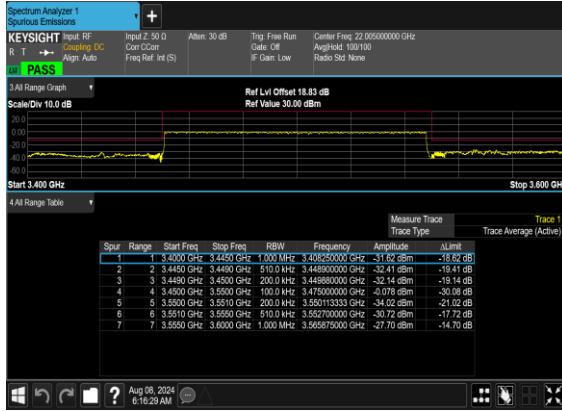 Spectrum Analyzer 1
Spurious Emissions
+
KEYSIGHT Input: RF Input Z: 50 Ω Atten: 30 dB Trig: Free Run Center Freq: 22.005000000 GHz
R T Coupling: DC Corr CCorr Gate: Off Avg|Hold: 100/100
Align: Auto Freq Ref: Int (S) IF Gain: Low Radio Std: None
PASS
3 All Range Graph
Ref Lvl Offset 18.83 dB
Scale/Div 10.0 dB Ref Value 30.00 dBm
20.0
0.00
-20.0
-40.0
-60.0
Start 3.400 GHz Stop 3.600 GH
4 All Range Table
Measure Trace Trace 1
Trace Type Trace Average (Active)
Spur Range Start Freq Stop Freq RBW Frequency Amplitude ΔLimit
1 1 3.4000 GHz 3.4450 GHz 1.000 MHz 3.408250000 GHz -31.62 dBm -18.62 dB
2 2 3.4450 GHz 3.4490 GHz 510.0 kHz 3.448900000 GHz -32.41 dBm -19.41 dB
3 3 3.4490 GHz 3.4500 GHz 200.0 kHz 3.449880000 GHz -32.14 dBm -19.14 dB
4 4 3.4500 GHz 3.5500 GHz 100.0 kHz 3.475000000 GHz -0.078 dBm -30.08 dB
5 5 3.5500 GHz 3.5510 GHz 200.0 kHz 3.550113333 GHz -34.02 dBm -21.02 dB
6 6 3.5510 GHz 3.5550 GHz 510.0 kHz 3.552700000 GHz -30.72 dBm -17.72 dB
7 7 3.5550 GHz 3.6000 GHz 1.000 MHz 3.565875000 GHz -27.70 dBm -14.70 dB
? Aug 08, 2024
6:16:29 AM